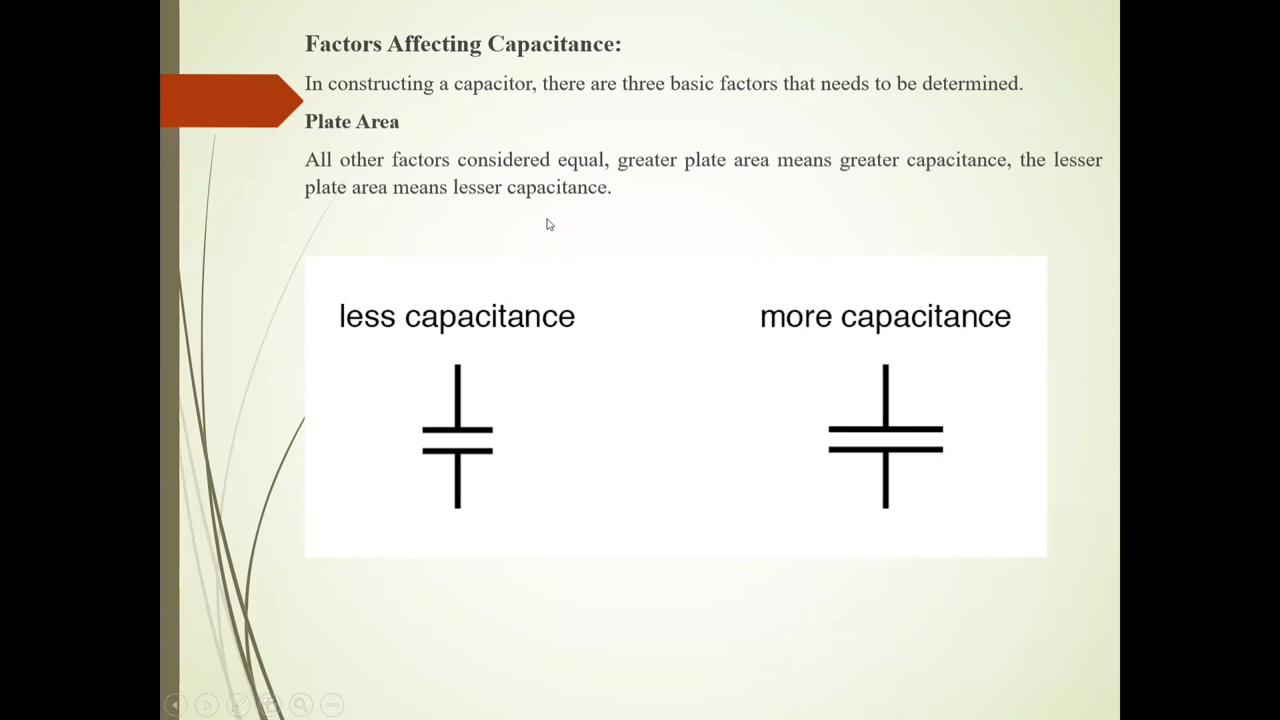 Factors Affecting Capacitance:
In constructing a capacitor, there are three basic factors that needs to be determined.
Plate Area
All other factors considered equal, greater plate area means greater capacitance, the lesser
plate area means lesser capacitance.
less capacitance
more capacitance